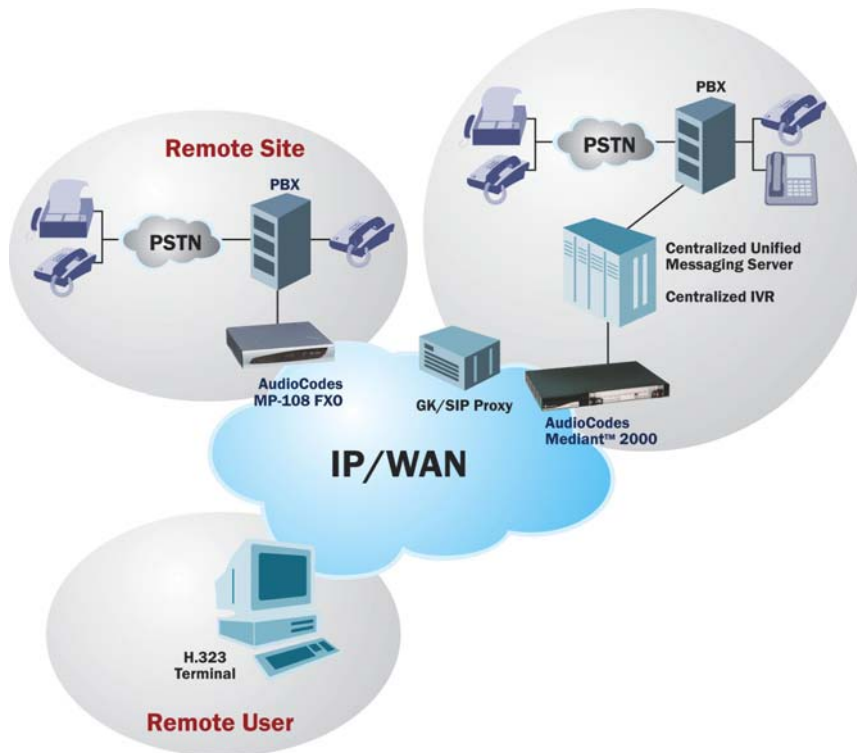 PBX
PSTN
Centralized Unified
Messaging Server
Centralized IVR
AudioCodes
Mediant™ 2000
Remote Site
PBX
PSTN
AudioCodes
MP-108 FXO
GK/SIP Proxy
IP/WAN
H.323
Terminal
Remote User